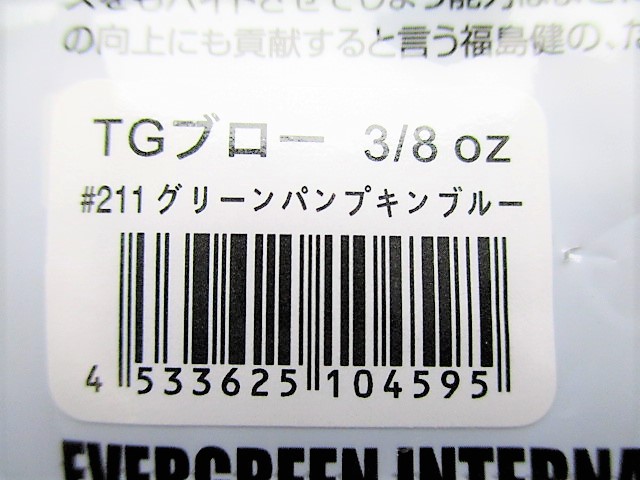 の向上にも貢献すると言う福島健の、た
TGブロー 3/8 oz
#211 グリーンパンプキンブルー
4 533625 104595
EVERGREEN INTERNA